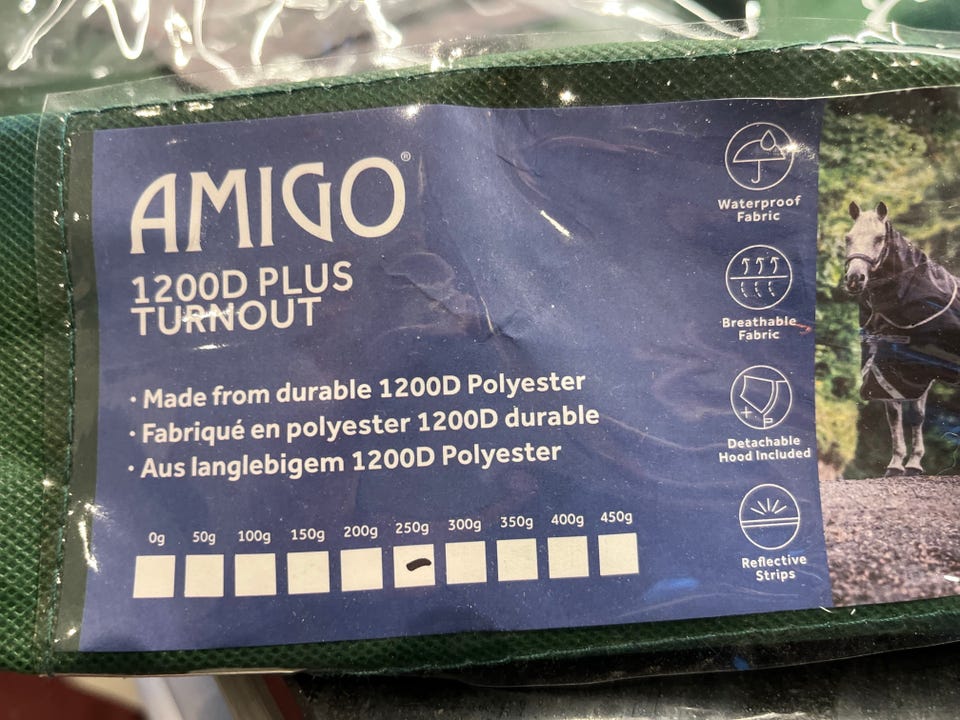 AMIGO®
1200D PLUS
TURNOUT
· Made from durable 1200D Polyester
· Fabriqué en polyester 1200D durable
· Aus langlebigem 1200D Polyester
0g 50g 100g 150g 200g 250g 300g 350g 400g 450g
Waterproof
Fabric
Breathable
Fabric
Detachable
Hood Included
Reflective
Strips